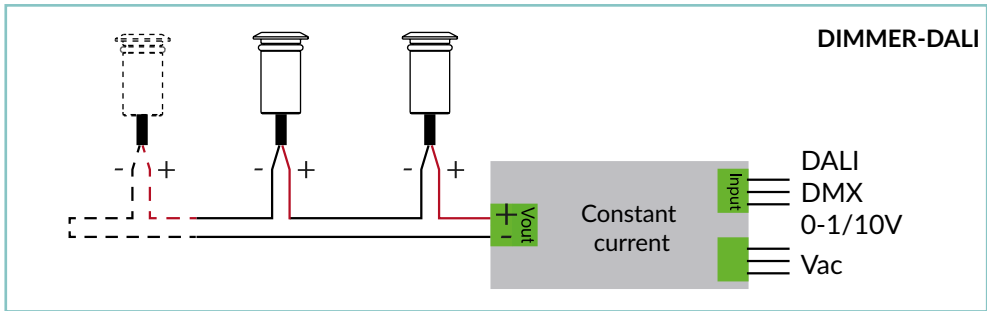 DIMMER-DALI
- +
- +
- +
DALI
Input
DMX
0-1/10V
+
-
Vout
Constant
current
Vac